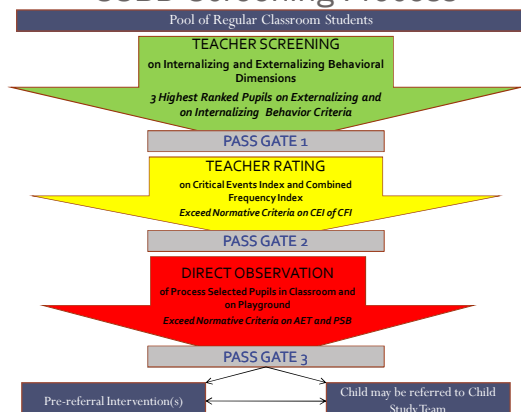 SSBD Screening Process
Pool of Regular Classroom Students
TEACHER SCREENING
on Internalizing and Externalizing Behavioral
Dimensions
3 Highest Ranked Pupils on Externalizing and
on Internalizing Behavior Criteria
PASS GATE 1
TEACHER RATING
on Critical Events Index and Combined
Frequency Index
Exceed Normative Criteria on CEI of CFI
PASS GATE 2
DIRECT OBSERVATION
of Process Selected Pupils in Classroom and
on Playground
Exceed Normative Criteria on AET and PSB
PASS GATE 3
Pre-referral Intervention(s)
Child may be referred to Child
Study Team